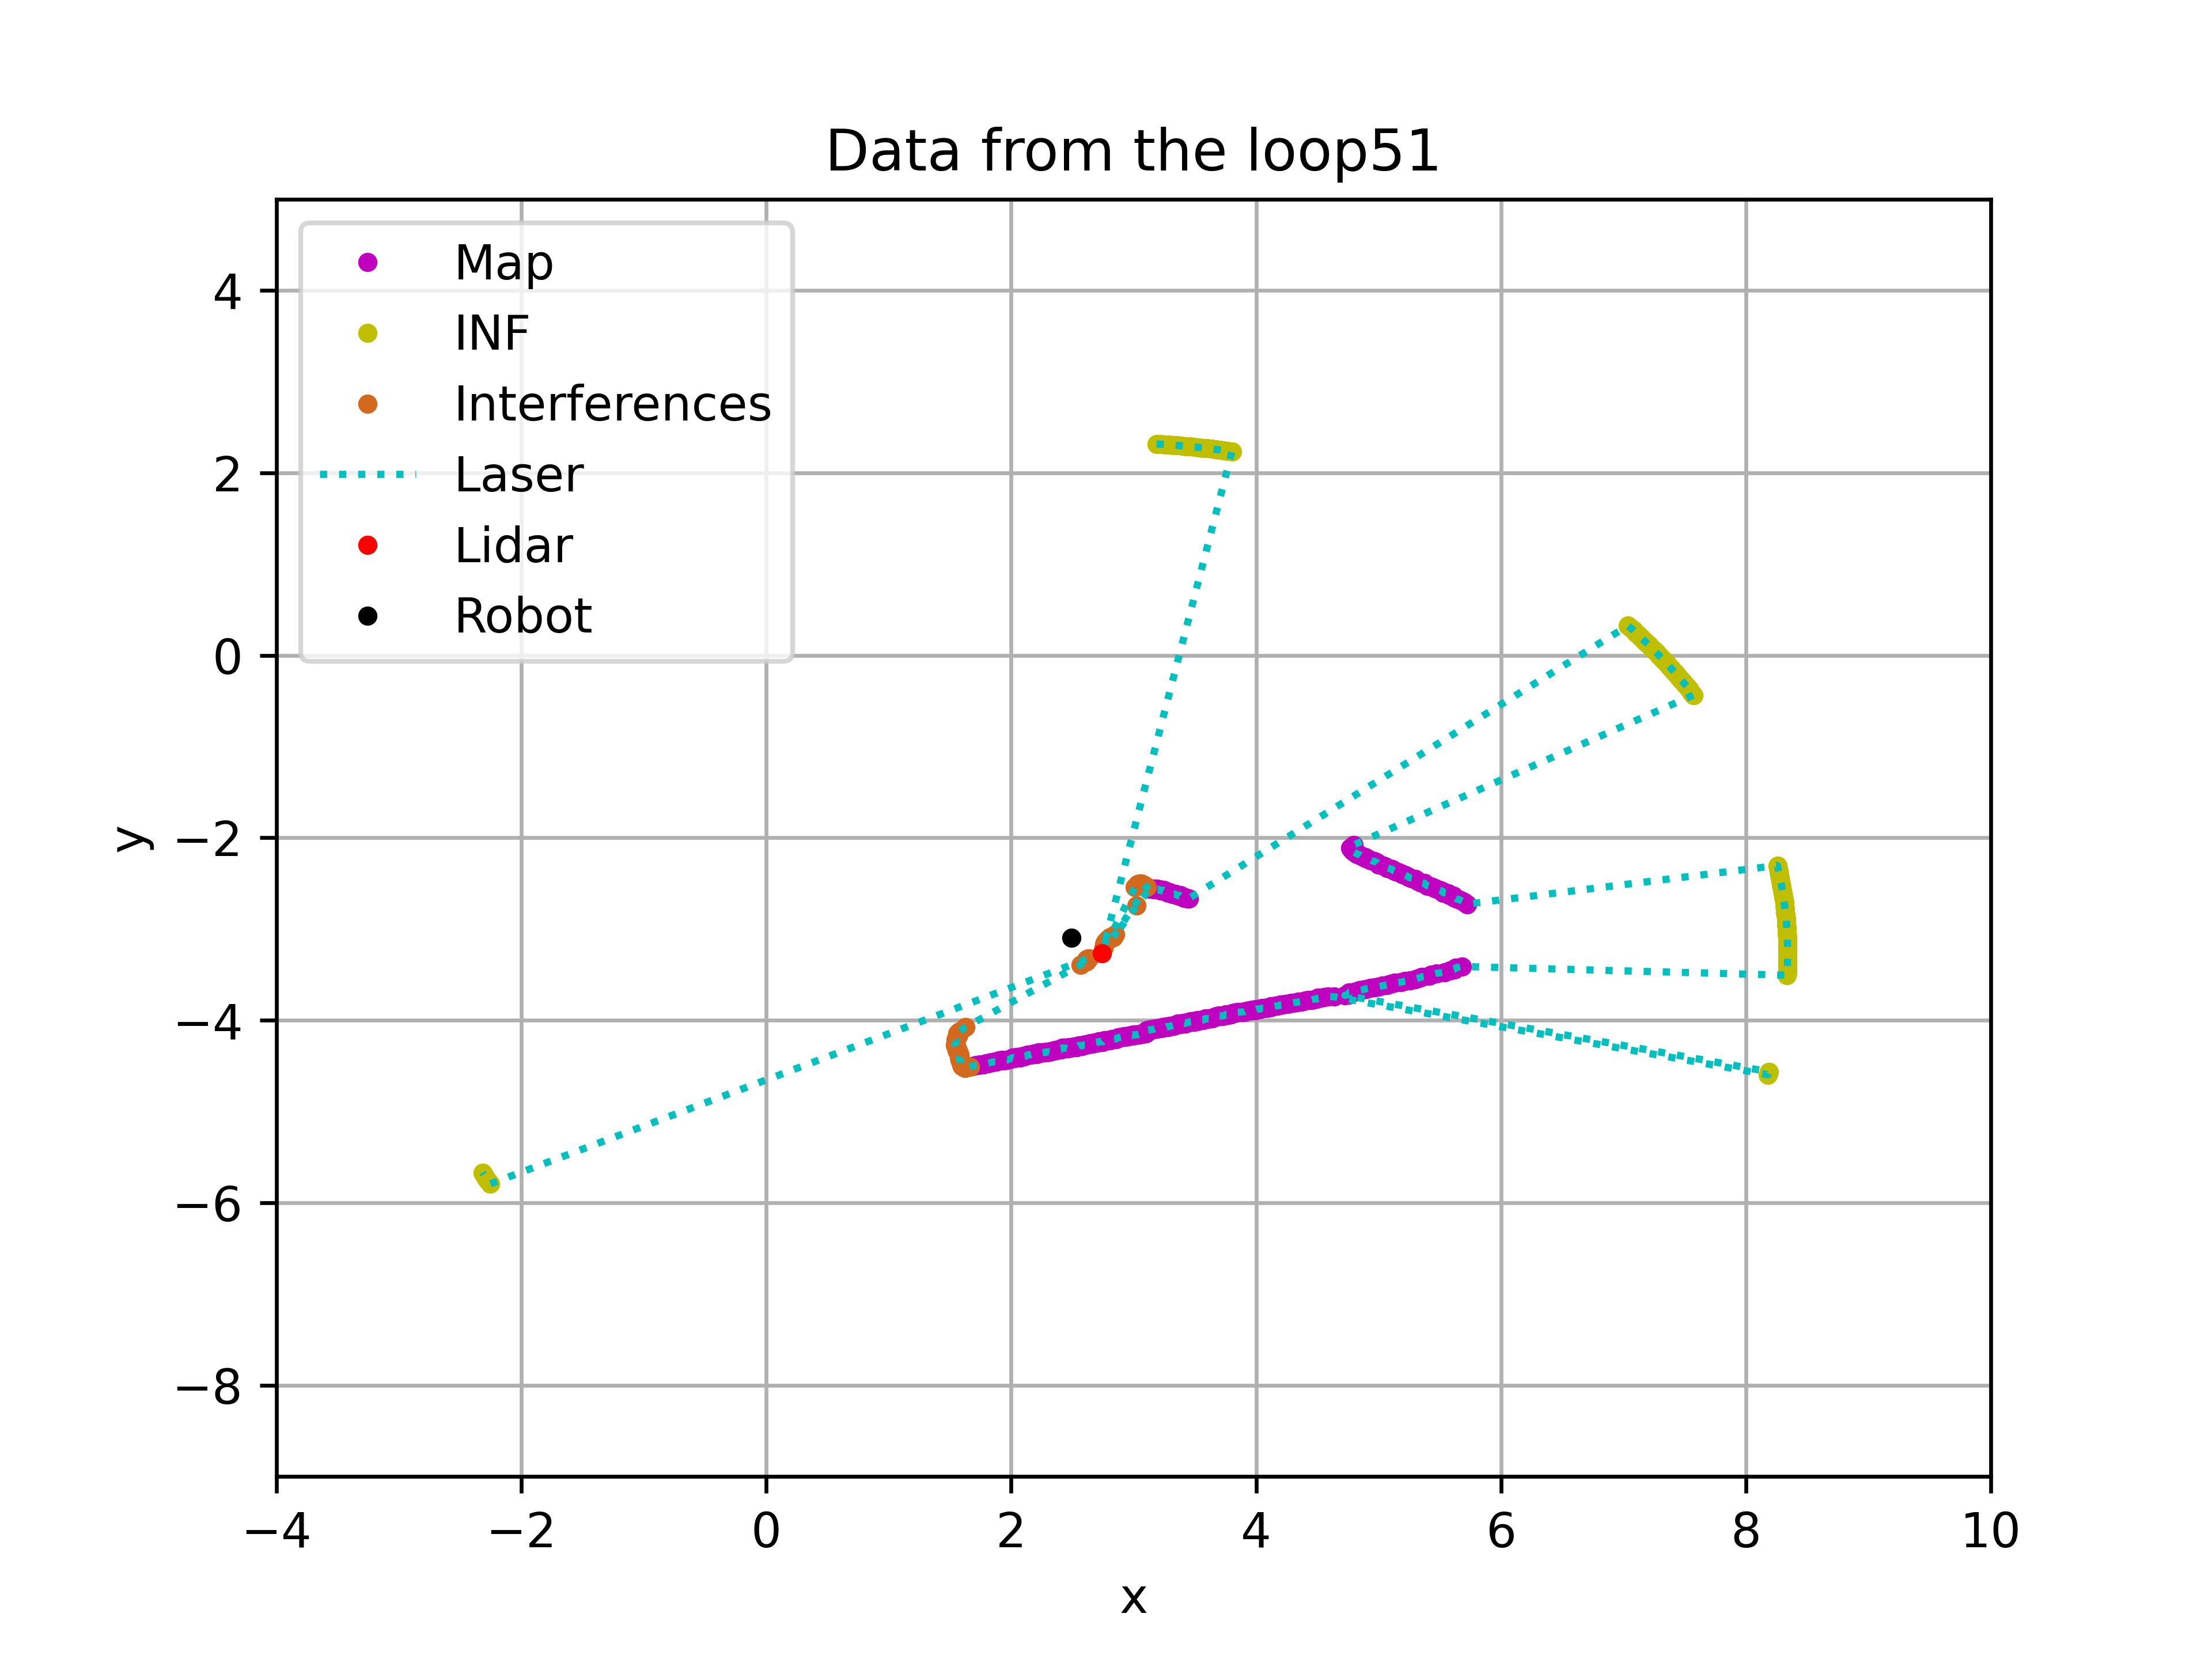 Data from the loop51
Map
INF
Interferences
Laser
Lidar
Robot
4
2
0
−2
−4
−6
−8
y
−4 −2 0 2 4 6 8 10
x